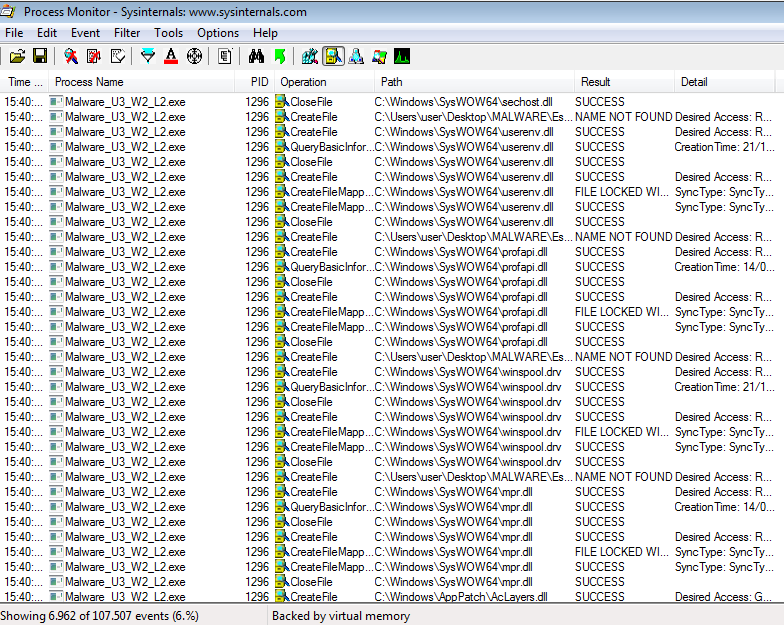 Process Monitor - Sysinternals: www.sysinternals.com
File Edit Event Filter Tools Options Help
Time ... Process Name PID Operation Path Result Detail
15:40:... Malware_U3_W2_L2.exe 1296 CloseFile C:\Windows\SysWOW64\sechost.dll SUCCESS
15:40:... Malware_U3_W2_L2.exe 1296 CreateFile C:\Users\user\Desktop\MALWARE\Es... NAME NOT FOUND Desired Access: R...
15:40:... Malware_U3_W2_L2.exe 1296 CreateFile C:\Windows\SysWOW64\userenv.dll SUCCESS Desired Access: R...
15:40:... Malware_U3_W2_L2.exe 1296 QueryBasicInfor... C:\Windows\SysWOW64\userenv.dll SUCCESS CreationTime: 21/1...
15:40:... Malware_U3_W2_L2.exe 1296 CloseFile C:\Windows\SysWOW64\userenv.dll SUCCESS
15:40:... Malware_U3_W2_L2.exe 1296 CreateFile C:\Windows\SysWOW64\userenv.dll SUCCESS Desired Access: R...
15:40:... Malware_U3_W2_L2.exe 1296 CreateFileMapp... C:\Windows\SysWOW64\userenv.dll FILE LOCKED WI... SyncType: SyncTy...
15:40:... Malware_U3_W2_L2.exe 1296 CreateFileMapp... C:\Windows\SysWOW64\userenv.dll SUCCESS SyncType: SyncTy...
15:40:... Malware_U3_W2_L2.exe 1296 CloseFile C:\Windows\SysWOW64\userenv.dll SUCCESS
15:40:... Malware_U3_W2_L2.exe 1296 CreateFile C:\Users\user\Desktop\MALWARE\Es... NAME NOT FOUND Desired Access: R...
15:40:... Malware_U3_W2_L2.exe 1296 CreateFile C:\Windows\SysWOW64\profapi.dll SUCCESS Desired Access: R...
15:40:... Malware_U3_W2_L2.exe 1296 QueryBasicInfor... C:\Windows\SysWOW64\profapi.dll SUCCESS CreationTime: 14/0...
15:40:... Malware_U3_W2_L2.exe 1296 CloseFile C:\Windows\SysWOW64\profapi.dll SUCCESS
15:40:... Malware_U3_W2_L2.exe 1296 CreateFile C:\Windows\SysWOW64\profapi.dll SUCCESS Desired Access: R...
15:40:... Malware_U3_W2_L2.exe 1296 CreateFileMapp... C:\Windows\SysWOW64\profapi.dll FILE LOCKED WI... SyncType: SyncTy...
15:40:... Malware_U3_W2_L2.exe 1296 CreateFileMapp... C:\Windows\SysWOW64\profapi.dll SUCCESS SyncType: SyncTy...
15:40:... Malware_U3_W2_L2.exe 1296 CloseFile C:\Windows\SysWOW64\profapi.dll SUCCESS
15:40:... Malware_U3_W2_L2.exe 1296 CreateFile C:\Users\user\Desktop\MALWARE\Es... NAME NOT FOUND Desired Access: R...
15:40:... Malware_U3_W2_L2.exe 1296 CreateFile C:\Windows\SysWOW64\winspool.drv SUCCESS Desired Access: R...
15:40:... Malware_U3_W2_L2.exe 1296 QueryBasicInfor... C:\Windows\SysWOW64\winspool.drv SUCCESS CreationTime: 21/1...
15:40:... Malware_U3_W2_L2.exe 1296 CloseFile C:\Windows\SysWOW64\winspool.drv SUCCESS
15:40:... Malware_U3_W2_L2.exe 1296 CreateFile C:\Windows\SysWOW64\winspool.drv SUCCESS Desired Access: R...
15:40:... Malware_U3_W2_L2.exe 1296 CreateFileMapp... C:\Windows\SysWOW64\winspool.drv FILE LOCKED WI... SyncType: SyncTy...
15:40:... Malware_U3_W2_L2.exe 1296 CreateFileMapp... C:\Windows\SysWOW64\winspool.drv SUCCESS SyncType: SyncTy...
15:40:... Malware_U3_W2_L2.exe 1296 CloseFile C:\Windows\SysWOW64\winspool.drv SUCCESS
15:40:... Malware_U3_W2_L2.exe 1296 CreateFile C:\Users\user\Desktop\MALWARE\Es... NAME NOT FOUND Desired Access: R...
15:40:... Malware_U3_W2_L2.exe 1296 CreateFile C:\Windows\SysWOW64\mpr.dll SUCCESS Desired Access: R...
15:40:... Malware_U3_W2_L2.exe 1296 QueryBasicInfor... C:\Windows\SysWOW64\mpr.dll SUCCESS CreationTime: 14/0...
15:40:... Malware_U3_W2_L2.exe 1296 CloseFile C:\Windows\SysWOW64\mpr.dll SUCCESS
15:40:... Malware_U3_W2_L2.exe 1296 CreateFile C:\Windows\SysWOW64\mpr.dll SUCCESS Desired Access: R...
15:40:... Malware_U3_W2_L2.exe 1296 CreateFileMapp... C:\Windows\SysWOW64\mpr.dll FILE LOCKED WI... SyncType: SyncTy...
15:40:... Malware_U3_W2_L2.exe 1296 CreateFileMapp... C:\Windows\SysWOW64\mpr.dll SUCCESS SyncType: SyncTy...
15:40:... Malware_U3_W2_L2.exe 1296 CloseFile C:\Windows\SysWOW64\mpr.dll SUCCESS
15:40:... Malware_U3_W2_L2.exe 1296 CreateFile C:\Windows\AppPatch\AcLayers.dll SUCCESS Desired Access: G...
Showing 6.962 of 107.507 events (6.%) Backed by virtual memory